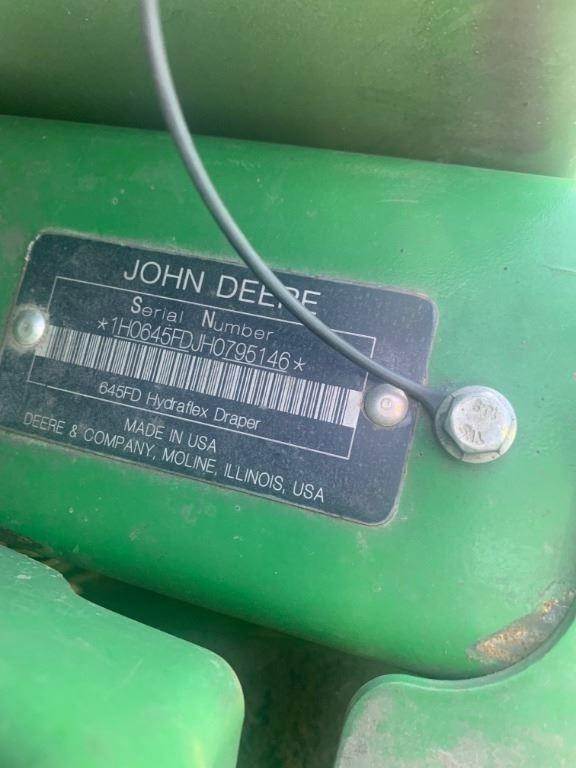 JOHN DEERE
Serial Number
*1H0645FDJH0795146*
645FD Hydraflex Draper
MADE IN USA
DEERE & COMPANY, MOLINE, ILLINOIS, USA